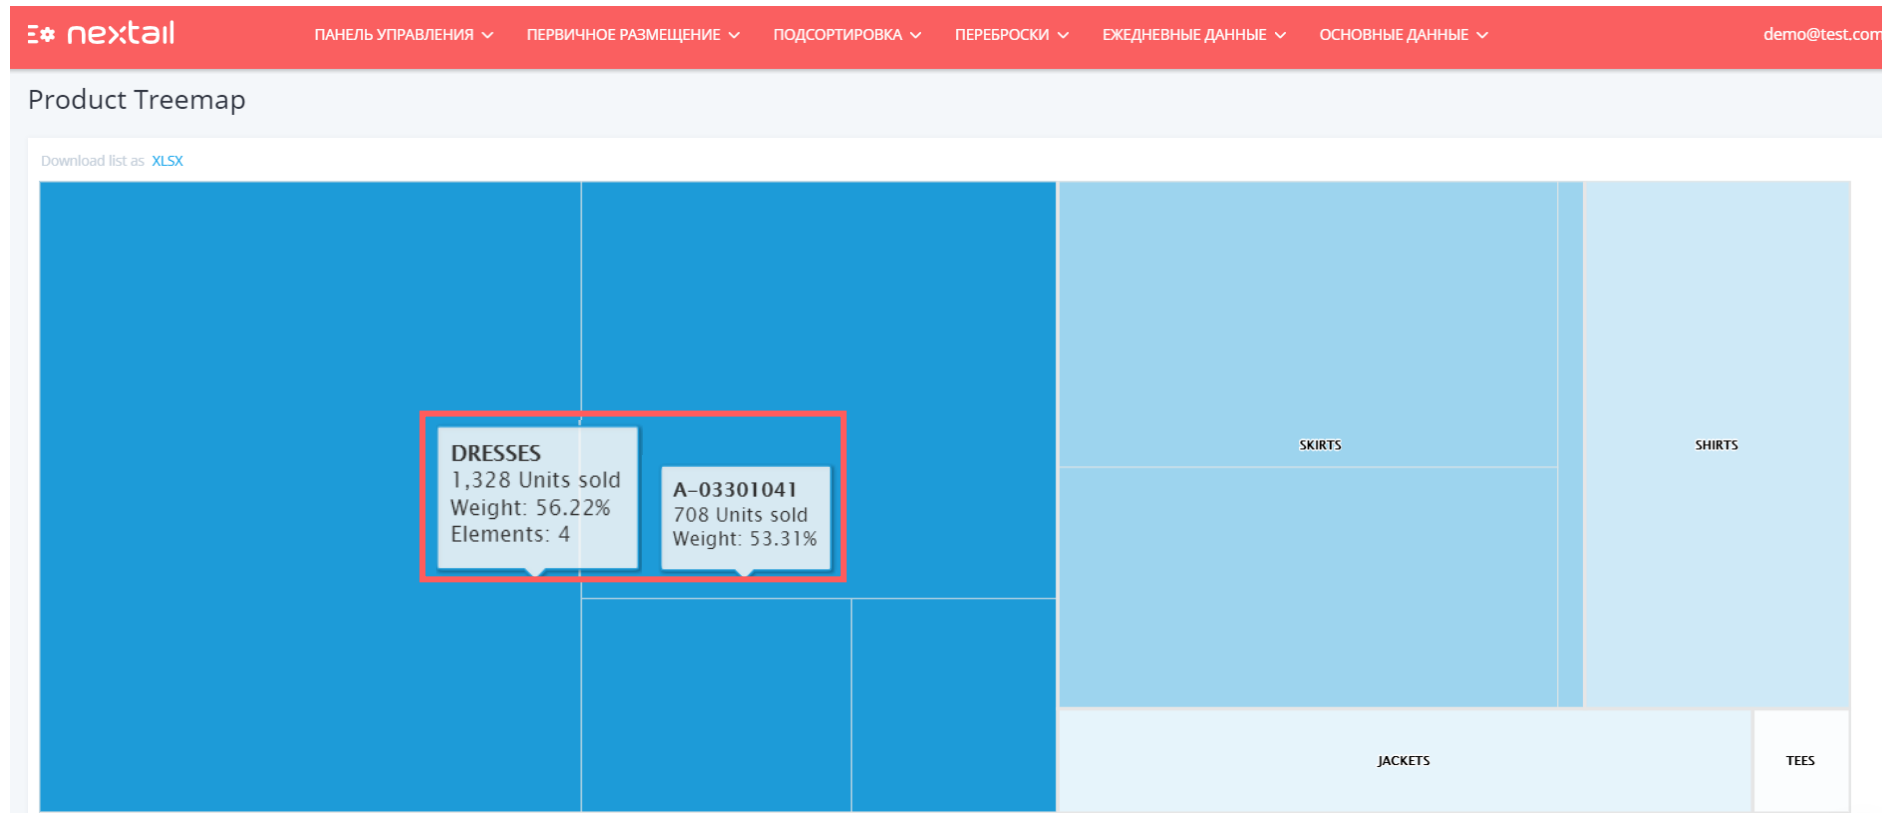 nextail
ПАНЕЛЬ УПРАВЛЕНИЯ ПЕРВИЧНОЕ РАЗМЕЩЕНИЕ ПОДСОРТИРОВКА ПЕРЕБРОСКИ ЕЖЕДНЕВНЫЕ ДАННЫЕ ОСНОВНЫЕ ДАННЫЕ demo@test.com
Product Treemap
Download list as XLSX
DRESSES
1,328 Units sold
Weight: 56.22%
Elements: 4
A-03301041
708 Units sold
Weight: 53.31%
SKIRTS
SHIRTS
JACKETS
TEES